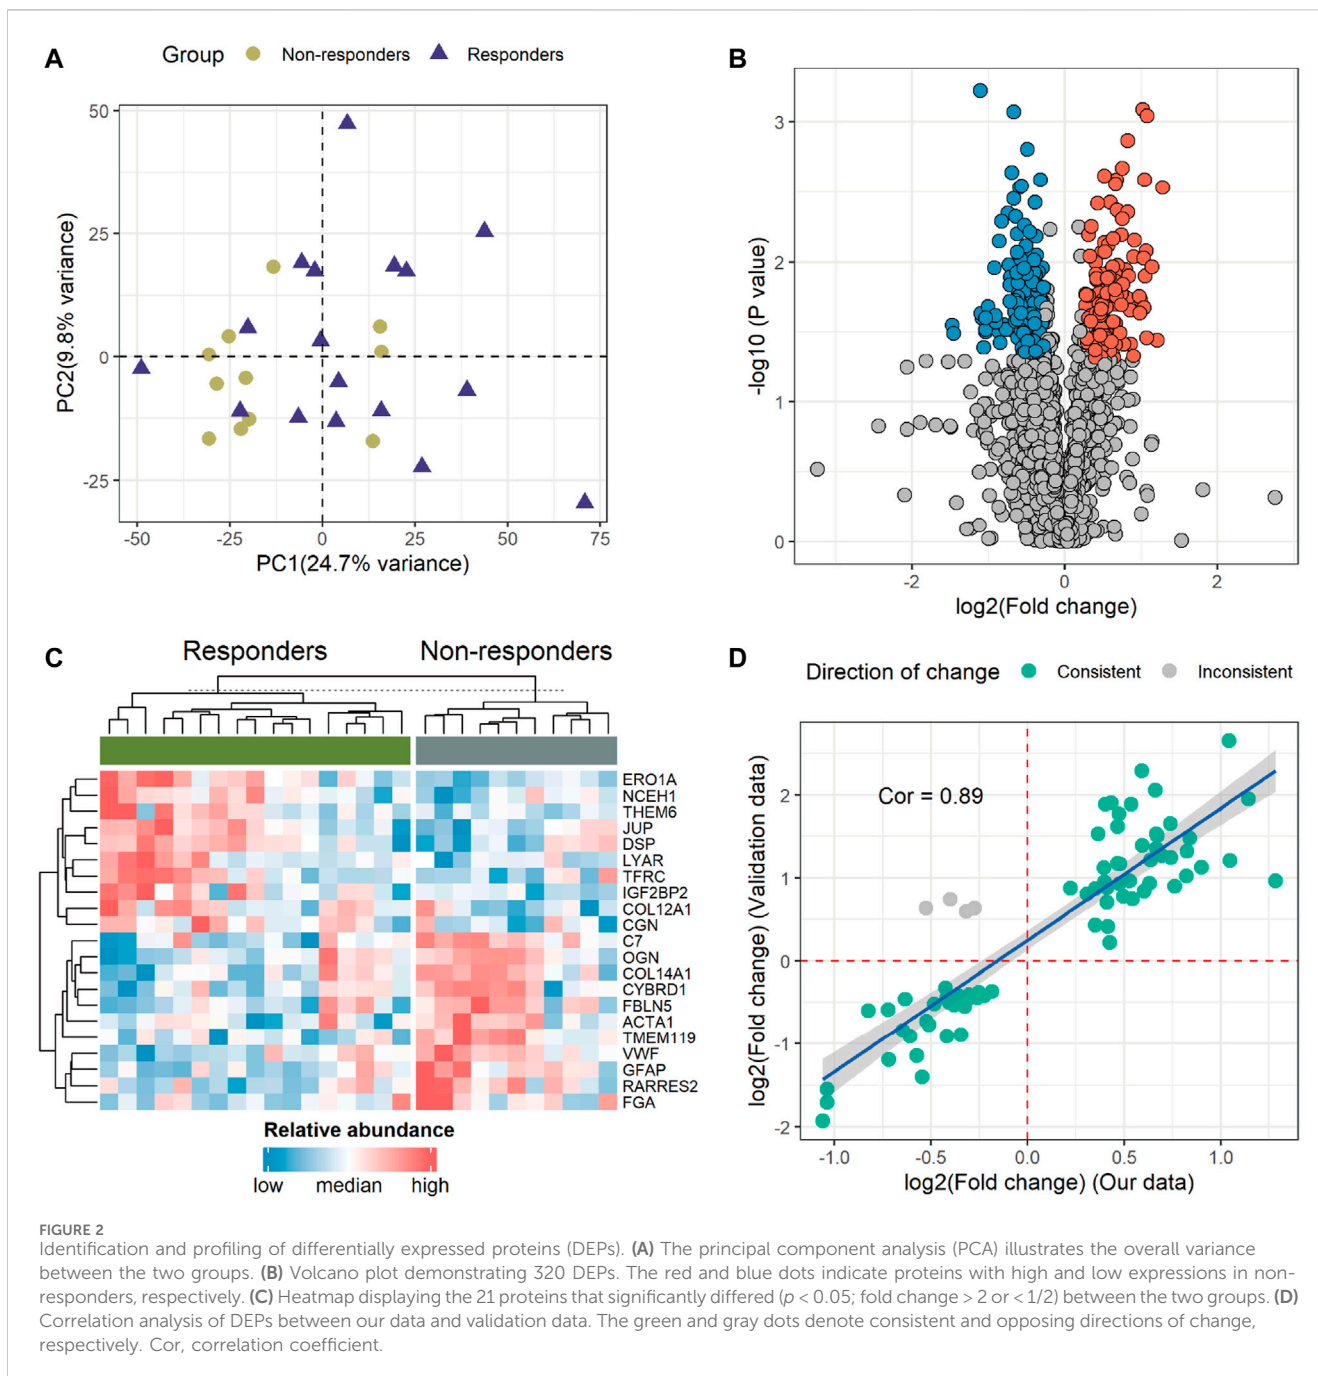 A
Group
Non-responders
Responders
50
25
0
-25
PC2(9.8% variance)
-50
-25
0
25
50
75
PC1(24.7% variance)
B
3
2
1
0
-log10 (P value)
-2
0
2
log2(Fold change)
C
Responders
Non-responders
ERO1A
NCEH1
THEM6
JUP
DSP
LYAR
TFRC
IGF2BP2
COL12A1
CGN
C7
OGN
COL14A1
CYBRD1
FBLN5
ACTA1
TMEM119
VWF
GFAP
RARRES2
FGA
Relative abundance
low
median
high
D
Direction of change
Consistent
Inconsistent
Cor = 0.89
2
1
0
-1
-2
log2(Fold change) (Validation data)
-1.0
-0.5
0.0
0.5
1.0
log2(Fold change) (Our data)
FIGURE 2
Identification and profiling of differentially expressed proteins (DEPs). (A) The principal component analysis (PCA) illustrates the overall variance
between the two groups. (B) Volcano plot demonstrating 320 DEPs. The red and blue dots indicate proteins with high and low expressions in non-
responders, respectively. (C) Heatmap displaying the 21 proteins that significantly differed (p < 0.05; fold change > 2 or < 1/2) between the two groups. (D)
Correlation analysis of DEPs between our data and validation data. The green and gray dots denote consistent and opposing directions of change,
respectively. Cor, correlation coefficient.